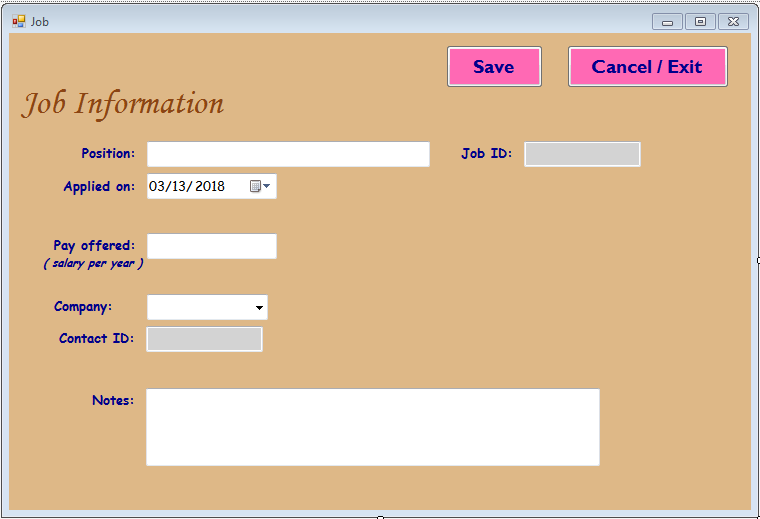 Job
Save
Cancel / Exit
Job Information
Position:
Job ID:
Applied on: 03/13/2018
Pay offered:
( salary per year )
Company:
Contact ID:
Notes: